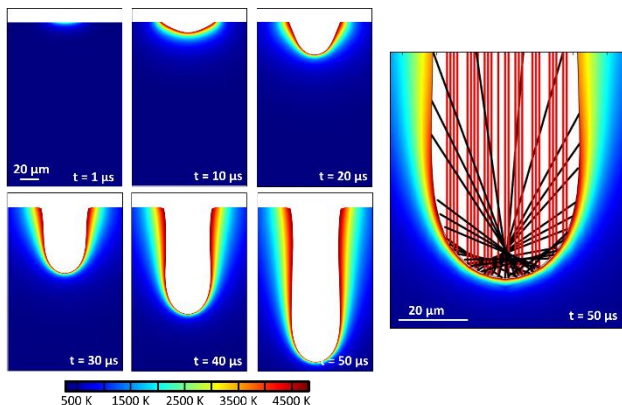 20 µm
t = 1 µs
t = 10 µs
t = 20 µs
t = 30 µs
t = 40 µs
t = 50 µs
20 µm
t = 50 µs
500 K 1500 K 2500 K 3500 K 4500 K